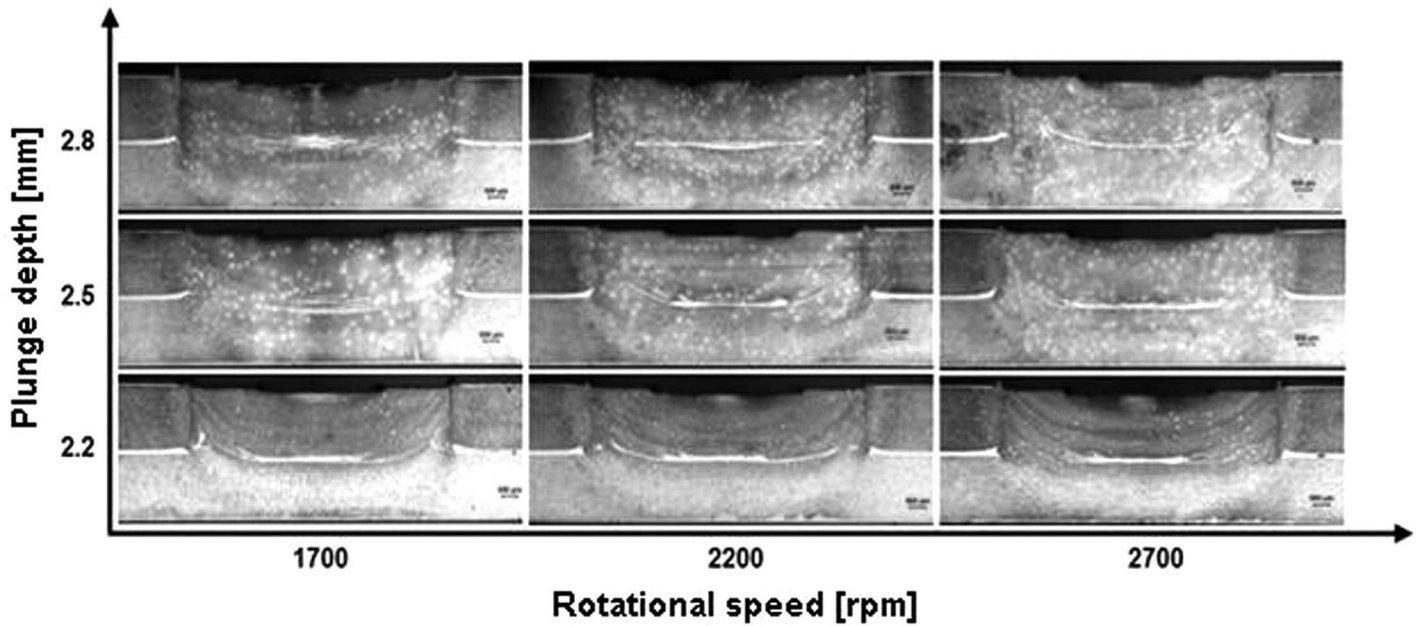 Plunge depth [mm]
2.8
2.5
2.2
1700 2200 2700
Rotational speed [rpm]